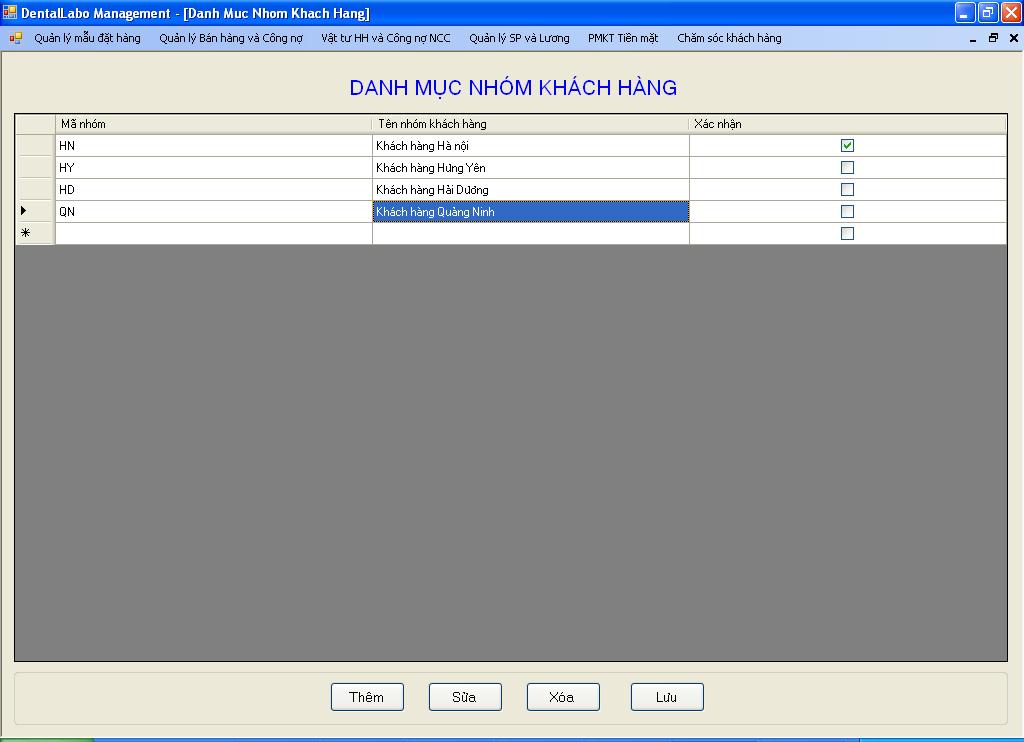 DentalLabo Management - [Danh Muc Nhom Khach Hang]
Quản lý mẫu đặt hàng Quản lý Bán hàng và Công nợ Vật tư HH và Công nợ NCC Quản lý SP và Lương PMKT Tiền mặt Chăm sóc khách hàng
DANH MỤC NHÓM KHÁCH HÀNG
Mã nhóm Tên nhóm khách hàng Xác nhận
HN Khách hàng Hà nội
HY Khách hàng Hưng Yên
HD Khách hàng Hải Dương
QN Khách hàng Quảng Ninh
Thêm Sửa Xóa Lưu